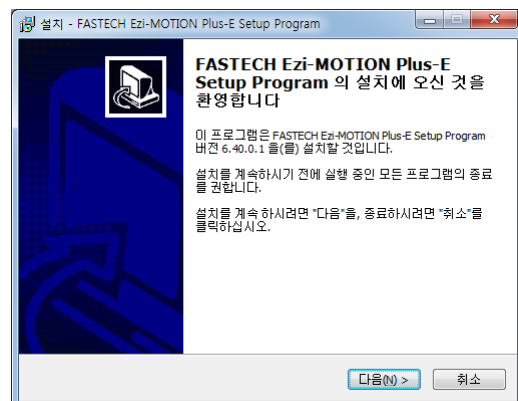 설치 - FASTECH Ezi-MOTION Plus-E Setup Program
FASTECH Ezi-MOTION Plus-E
Setup Program 의 설치에 오신 것을
환영합니다
이 프로그램은 FASTECH Ezi-MOTION Plus-E Setup Program
버전 6.40.0.1 을(를) 설치할 것입니다.
설치를 계속하시기 전에 실행 중인 모든 프로그램의 종료
를 권합니다.
설치를 계속 하시려면 "다음"을, 종료하시려면 "취소"를
클릭하십시오.
다음(N) >
취소